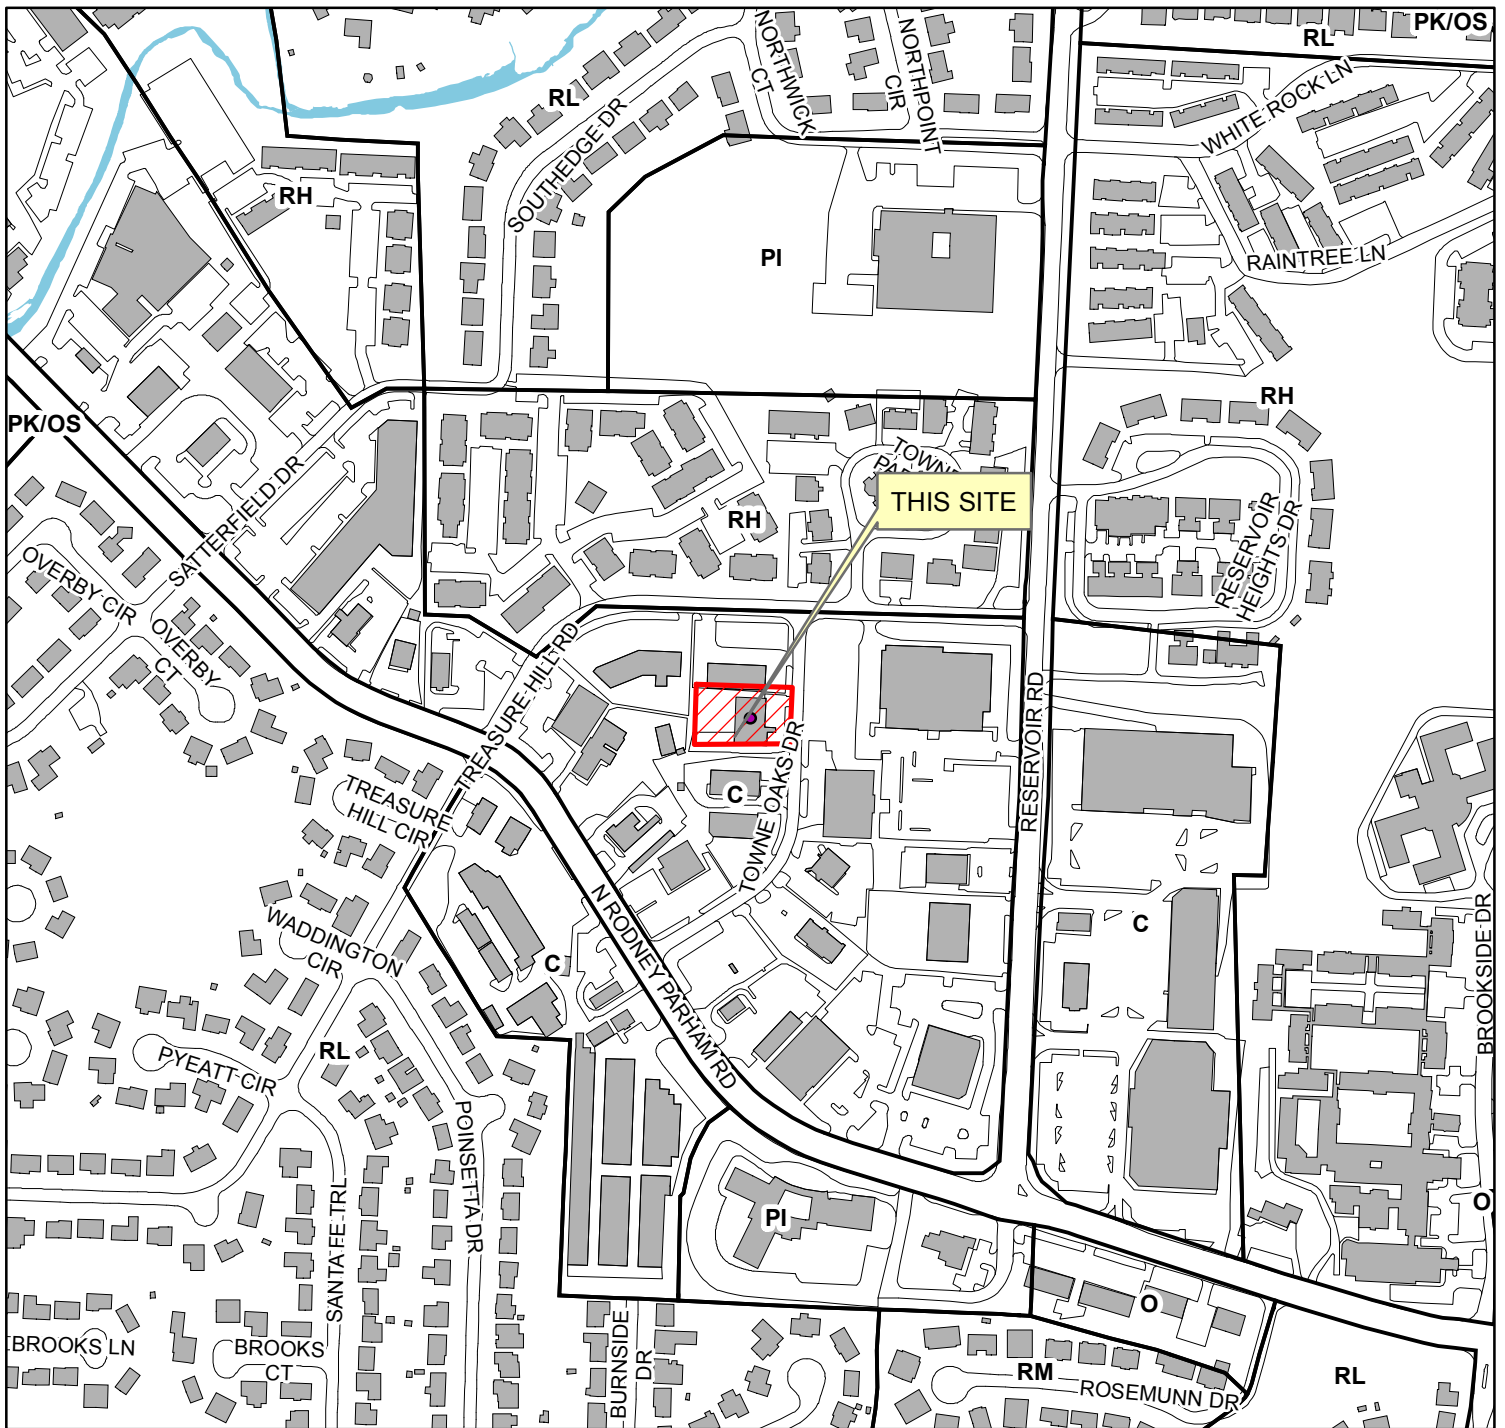 PK/OS
RL
NORTHWICK
CT
NORTHPOINT
CIR
WHITE ROCK LN
RL
SOUTHEDGE DR
RH
PI
RAINTREE LN
RH
PK/OS
TOWNE
THIS SITE
RH
SATTERFIELD DR
RESERVOIR
HEIGHTS DR
OVERBY CIR
OVERBY
CT
TREASURE HILL RD
RESERVOIR RD
TREASURE
HILL CIR
C
TOWNE OAKS DR
WADDINGTON
CIR
C
N RODNEY PARHAM RD
C
BROOKSIDE DR
RL
PYEATT CIR
POINSETTA DR
SANTA FE TRL
PI
O
O
BROOKS LN
BROOKS
CT
BURNSIDE
DR
RM
ROSEMUNN DR
RL